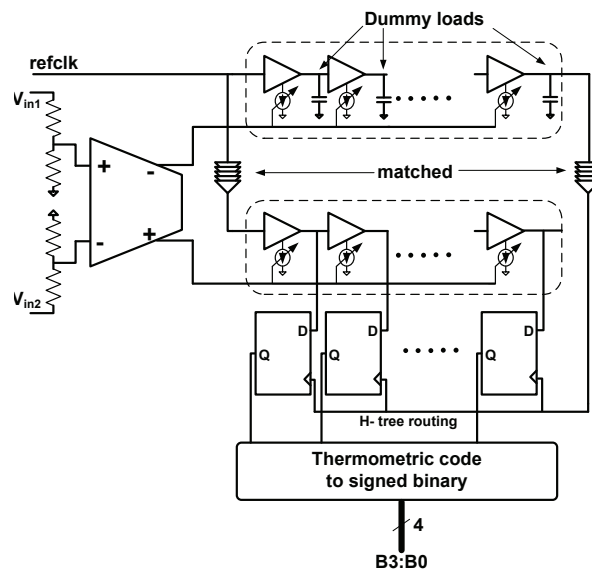 Dummy loads
refclk
Vin1
+
-
matched
-
+
Vin2
D
D
D
Q
Q
Q
H- tree routing
Thermometric code
to signed binary
4
B3:B0